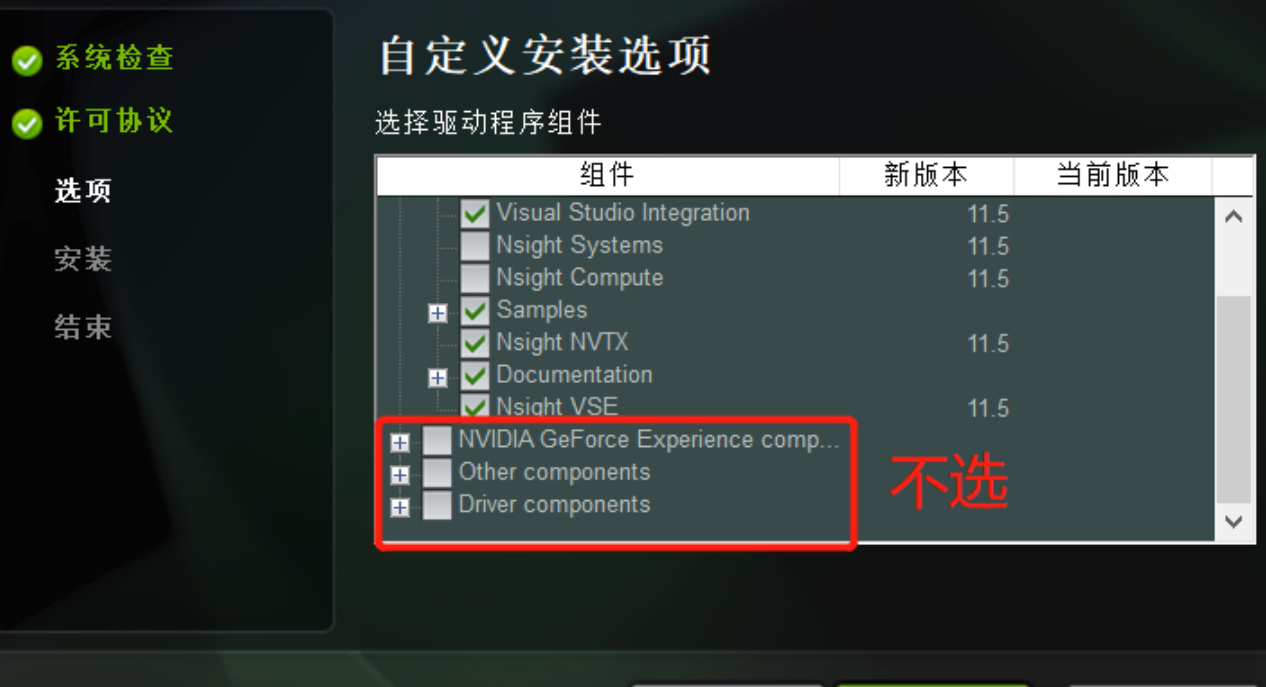 系统检查
许可协议
选项
安装
结束
自定义安装选项
选择驱动程序组件
组件 新版本 当前版本
Visual Studio Integration 11.5
Nsight Systems 11.5
Nsight Compute 11.5
Samples
Nsight NVTX 11.5
Documentation
Nsight VSE 11.5
NVIDIA GeForce Experience comp...
Other components
Driver components
不选